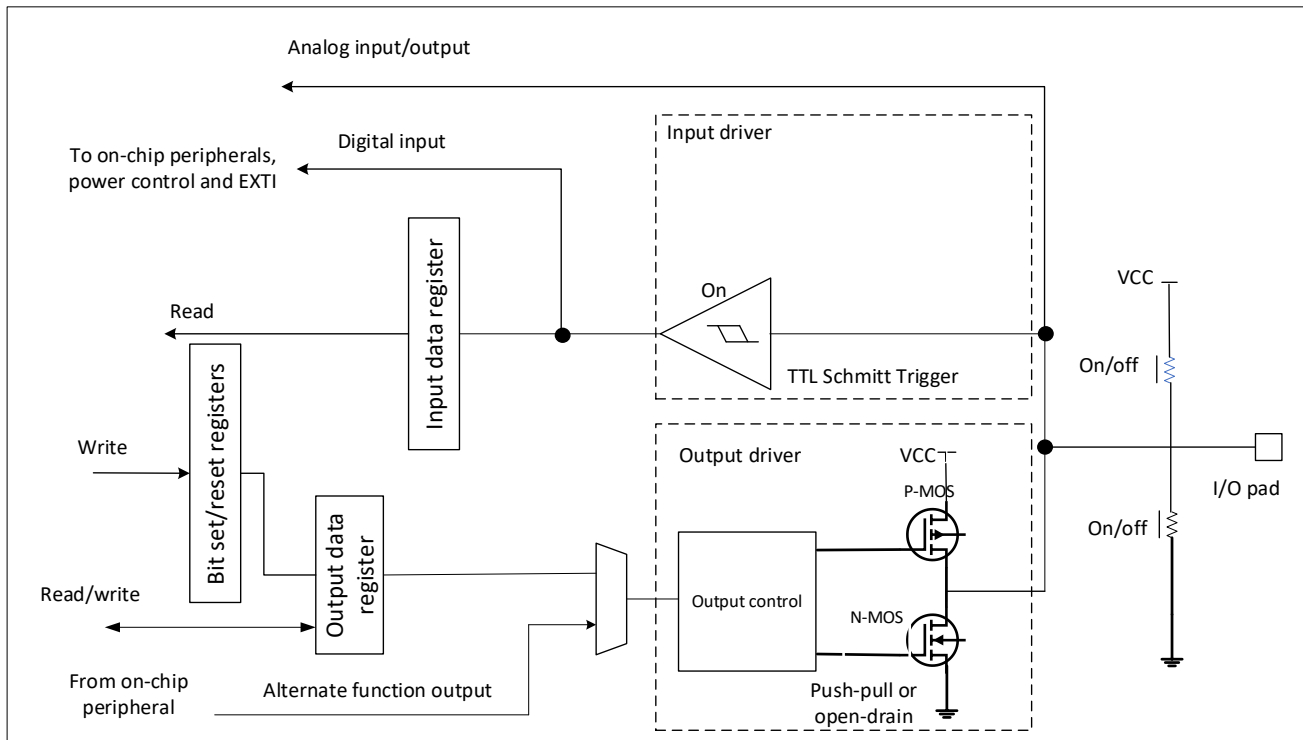 Analog input/output
Input driver
Digital input
To on-chip peripherals,
power control and EXTI
Input data register
On
VCC
Read
On/off
TTL Schmitt Trigger
Bit set/reset registers
Write
Output driver
VCC
I/O pad
P-MOS
On/off
Output data
register
Read/write
Output control
N-MOS
From on-chip
peripheral
Alternate function output
Push-pull or
open-drain